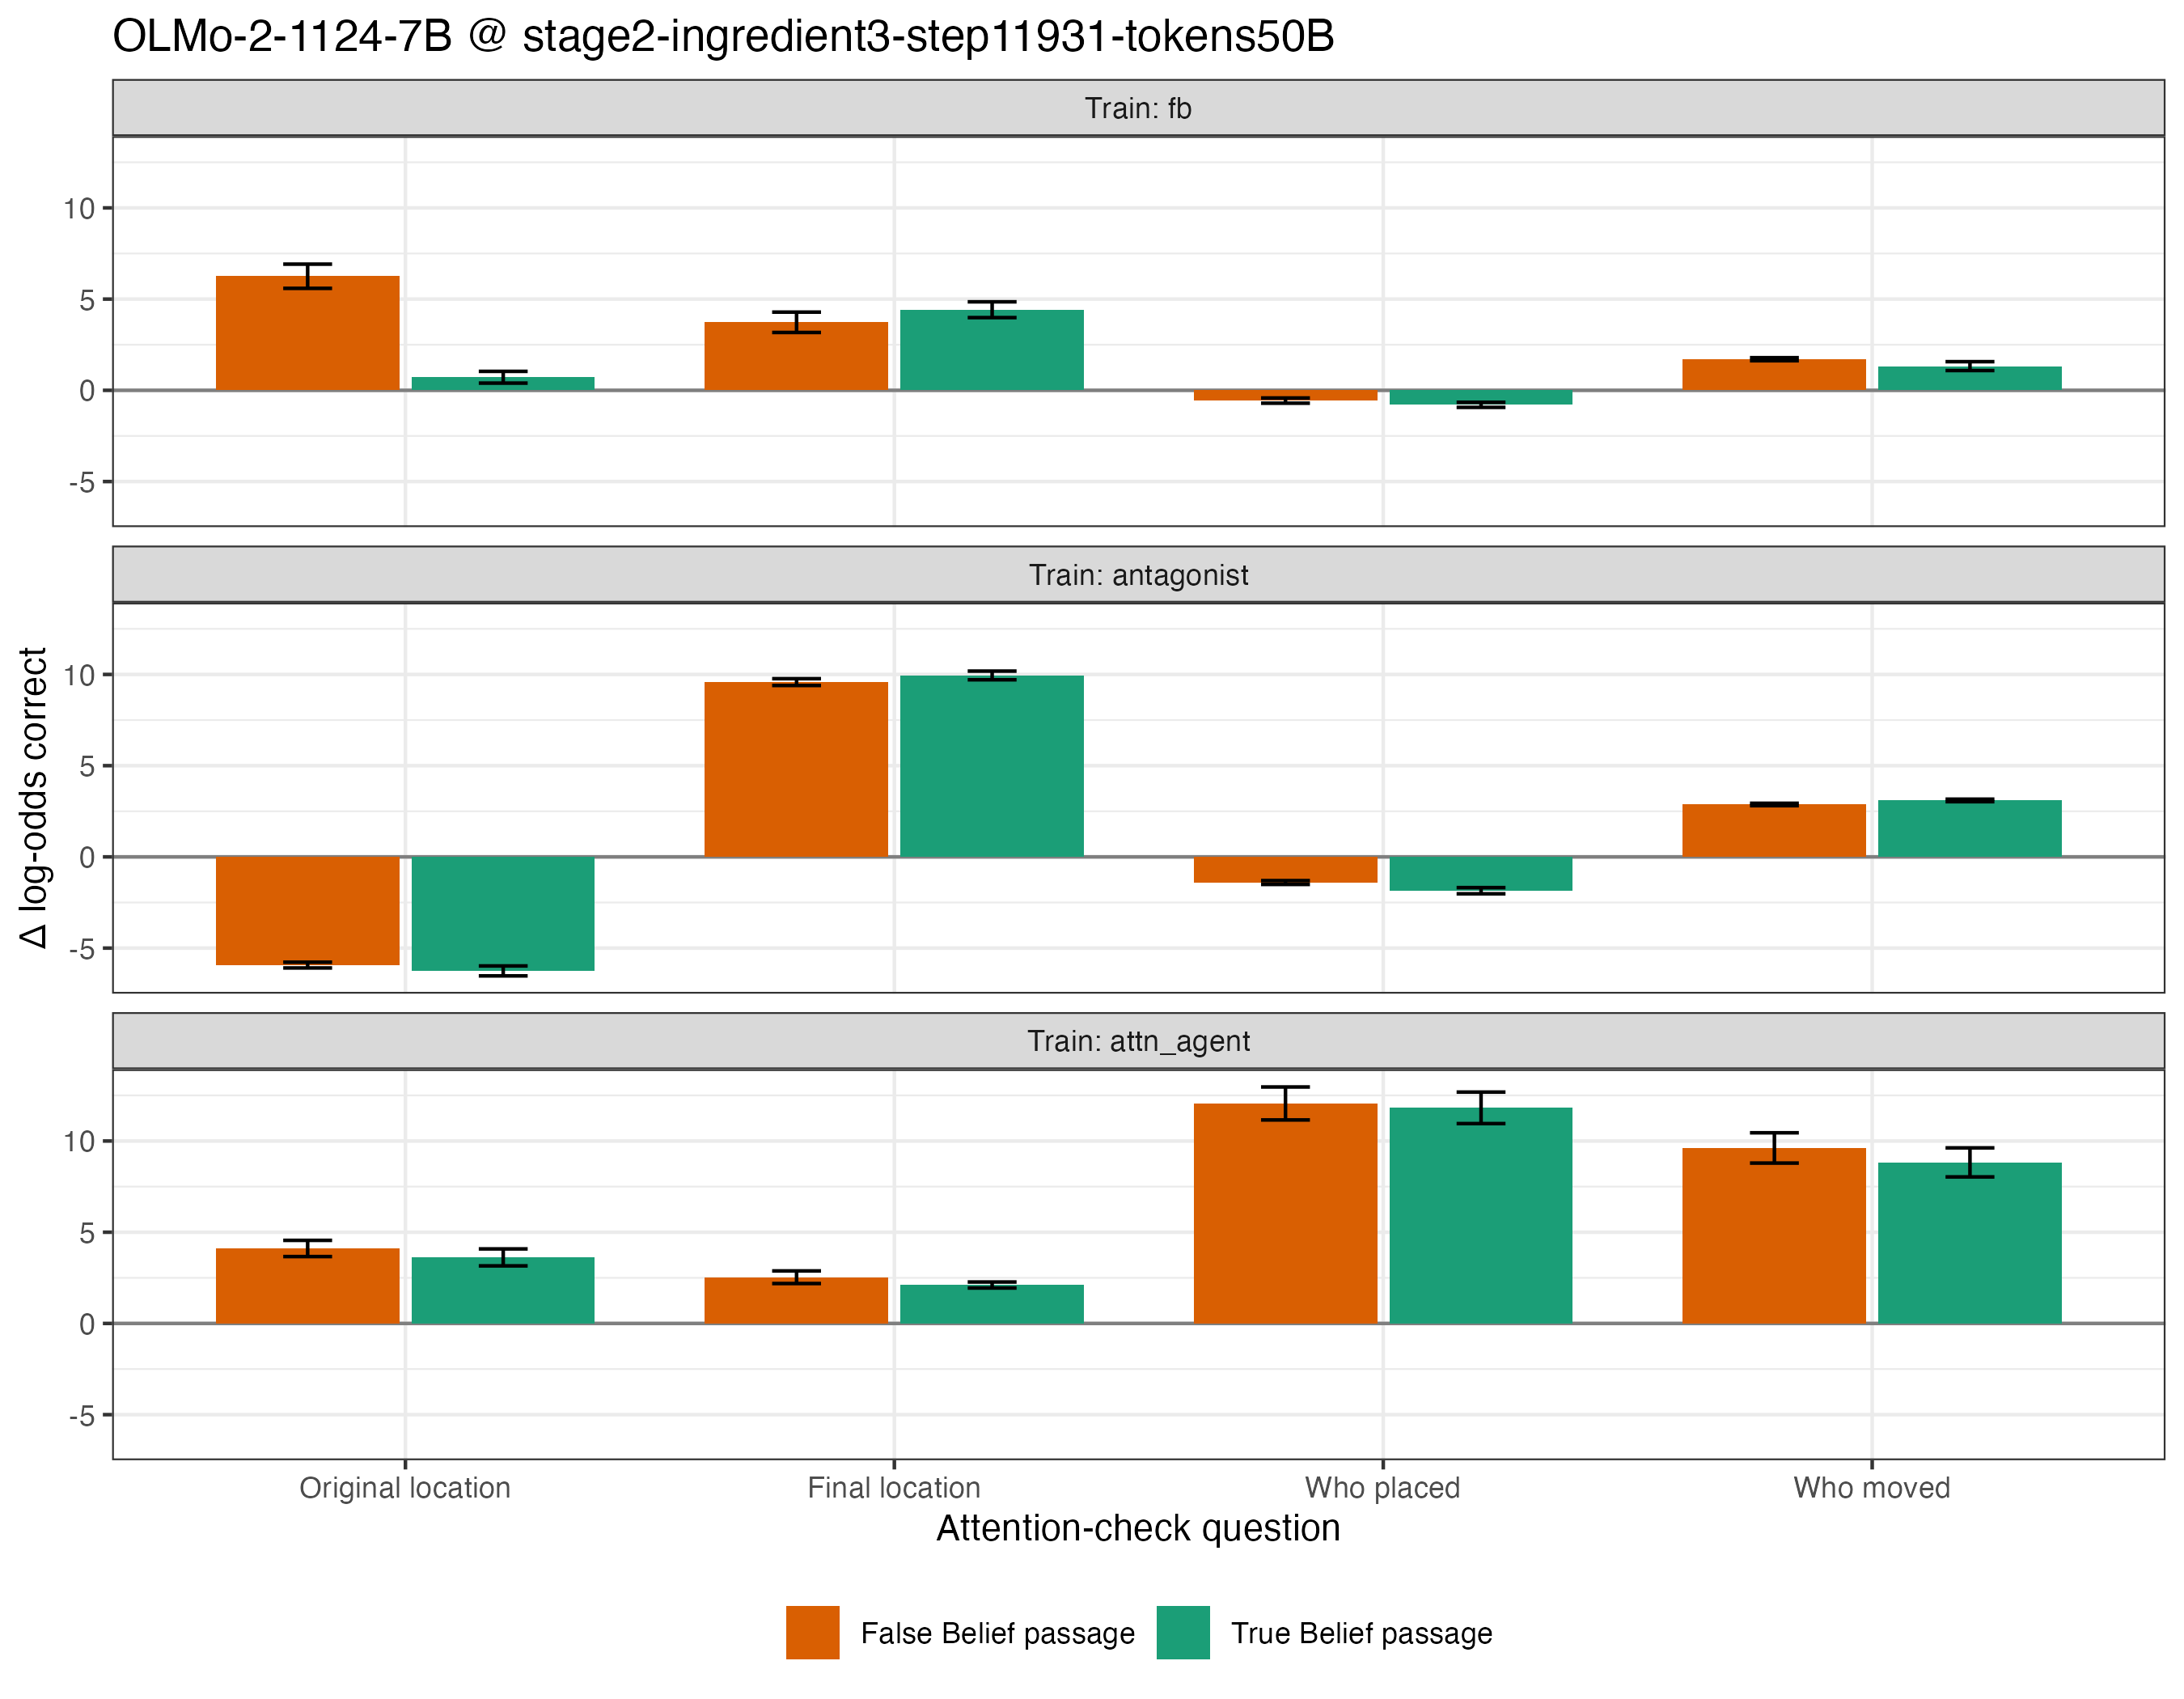 OLMo-2-1124-7B @ stage2-ingredient3-step11931-tokens50B
Train: fb
10
5
0
-5
Train: antagonist
10
5
0
-5
Train: attn_agent
10
5
0
-5
Δ log-odds correct
Original location
Final location
Who placed
Who moved
Attention-check question
False Belief passage
True Belief passage